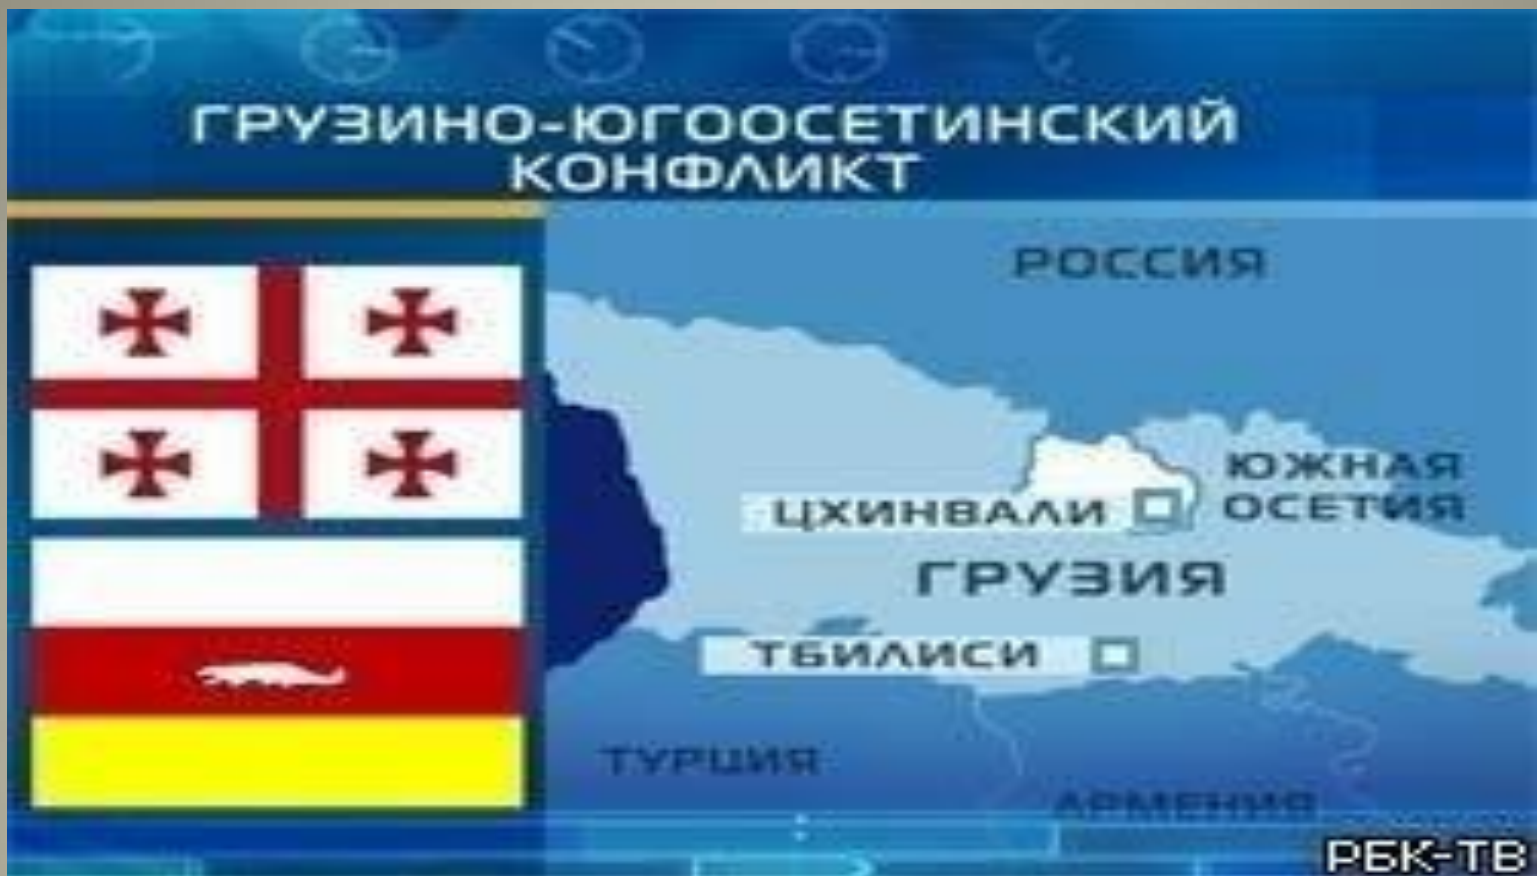 ГРУЗИНО-ЮГООСЕТИНСКИЙ
КОНФЛИКТ
РОССИЯ
ЮЖНАЯ
ОСЕТИЯ
ЦХИНВАЛИ
ГРУЗИЯ
ТБИЛИСИ
ТУРЦИЯ
АРМЕНИЯ
РБК-ТВ